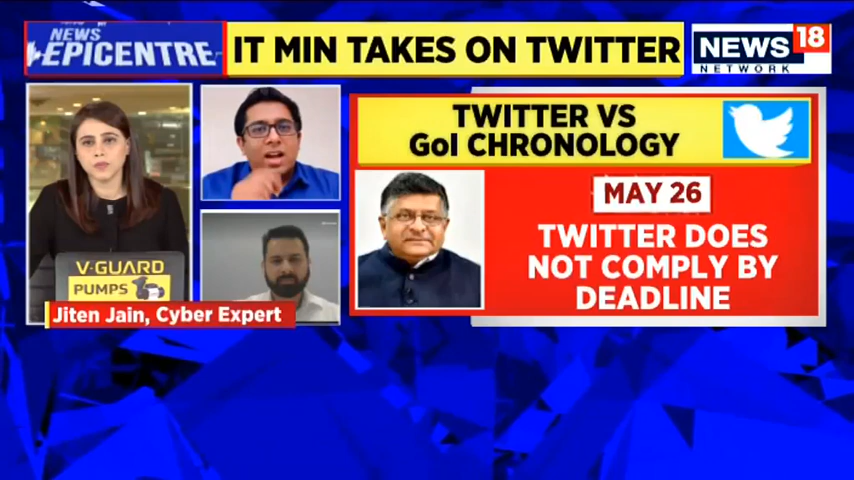 NEWS
EPICENTRE
IT MIN TAKES ON TWITTER
NEWS 18
NETWORK
TWITTER VS
GoI CHRONOLOGY
MAY 26
TWITTER DOES
NOT COMPLY BY
DEADLINE
V-GUARD
PUMPS
Jiten Jain, Cyber Expert